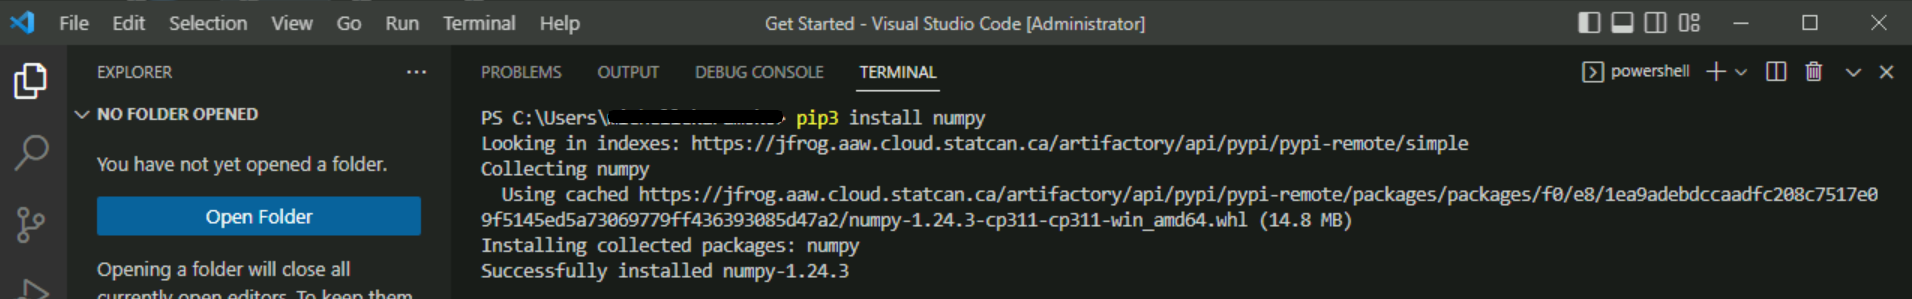 File Edit Selection View Go Run Terminal Help Get Started - Visual Studio Code [Administrator]
EXPLORER ...
NO FOLDER OPENED
You have not yet opened a folder.
Open Folder
Opening a folder will close all
currently open editors. To keep them
PROBLEMS OUTPUT DEBUG CONSOLE TERMINAL powershell
PS C:\Users\ pip3 install numpy
Looking in indexes: https://jfrog.aaw.cloud.statcan.ca/artifactory/api/pypi/pypi-remote/simple
Collecting numpy
Using cached https://jfrog.aaw.cloud.statcan.ca/artifactory/api/pypi/pypi-remote/packages/packages/f0/e8/1ea9adebdccaadfc208c7517e0
9f5145ed5a73069779ff436393085d47a2/numpy-1.24.3-cp311-cp311-win_amd64.whl (14.8 MB)
Installing collected packages: numpy
Successfully installed numpy-1.24.3